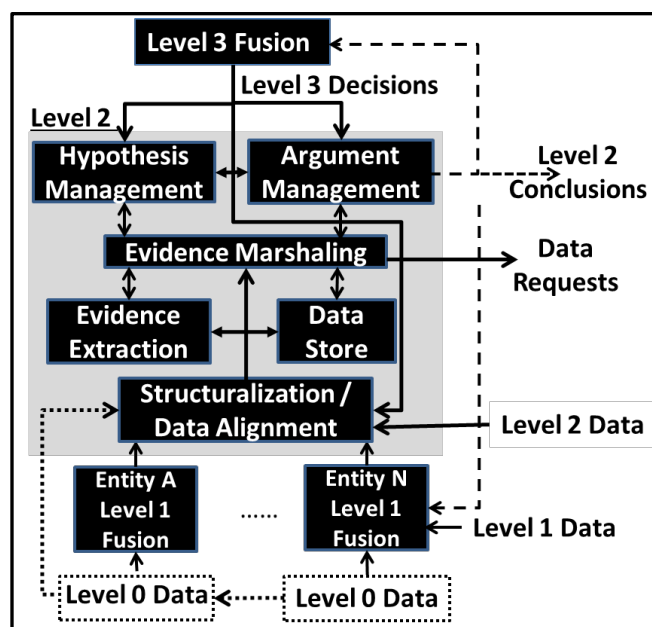 Level 3 Fusion
Level 3 Decisions
Level 2
Hypothesis
Management
Argument
Management
Level 2
Conclusions
Evidence Marshaling
Data
Requests
Evidence
Extraction
Data
Store
Structuralization /
Data Alignment
Level 2 Data
Entity A
Level 1
Fusion
......
Entity N
Level 1
Fusion
Level 1 Data
Level 0 Data
Level 0 Data